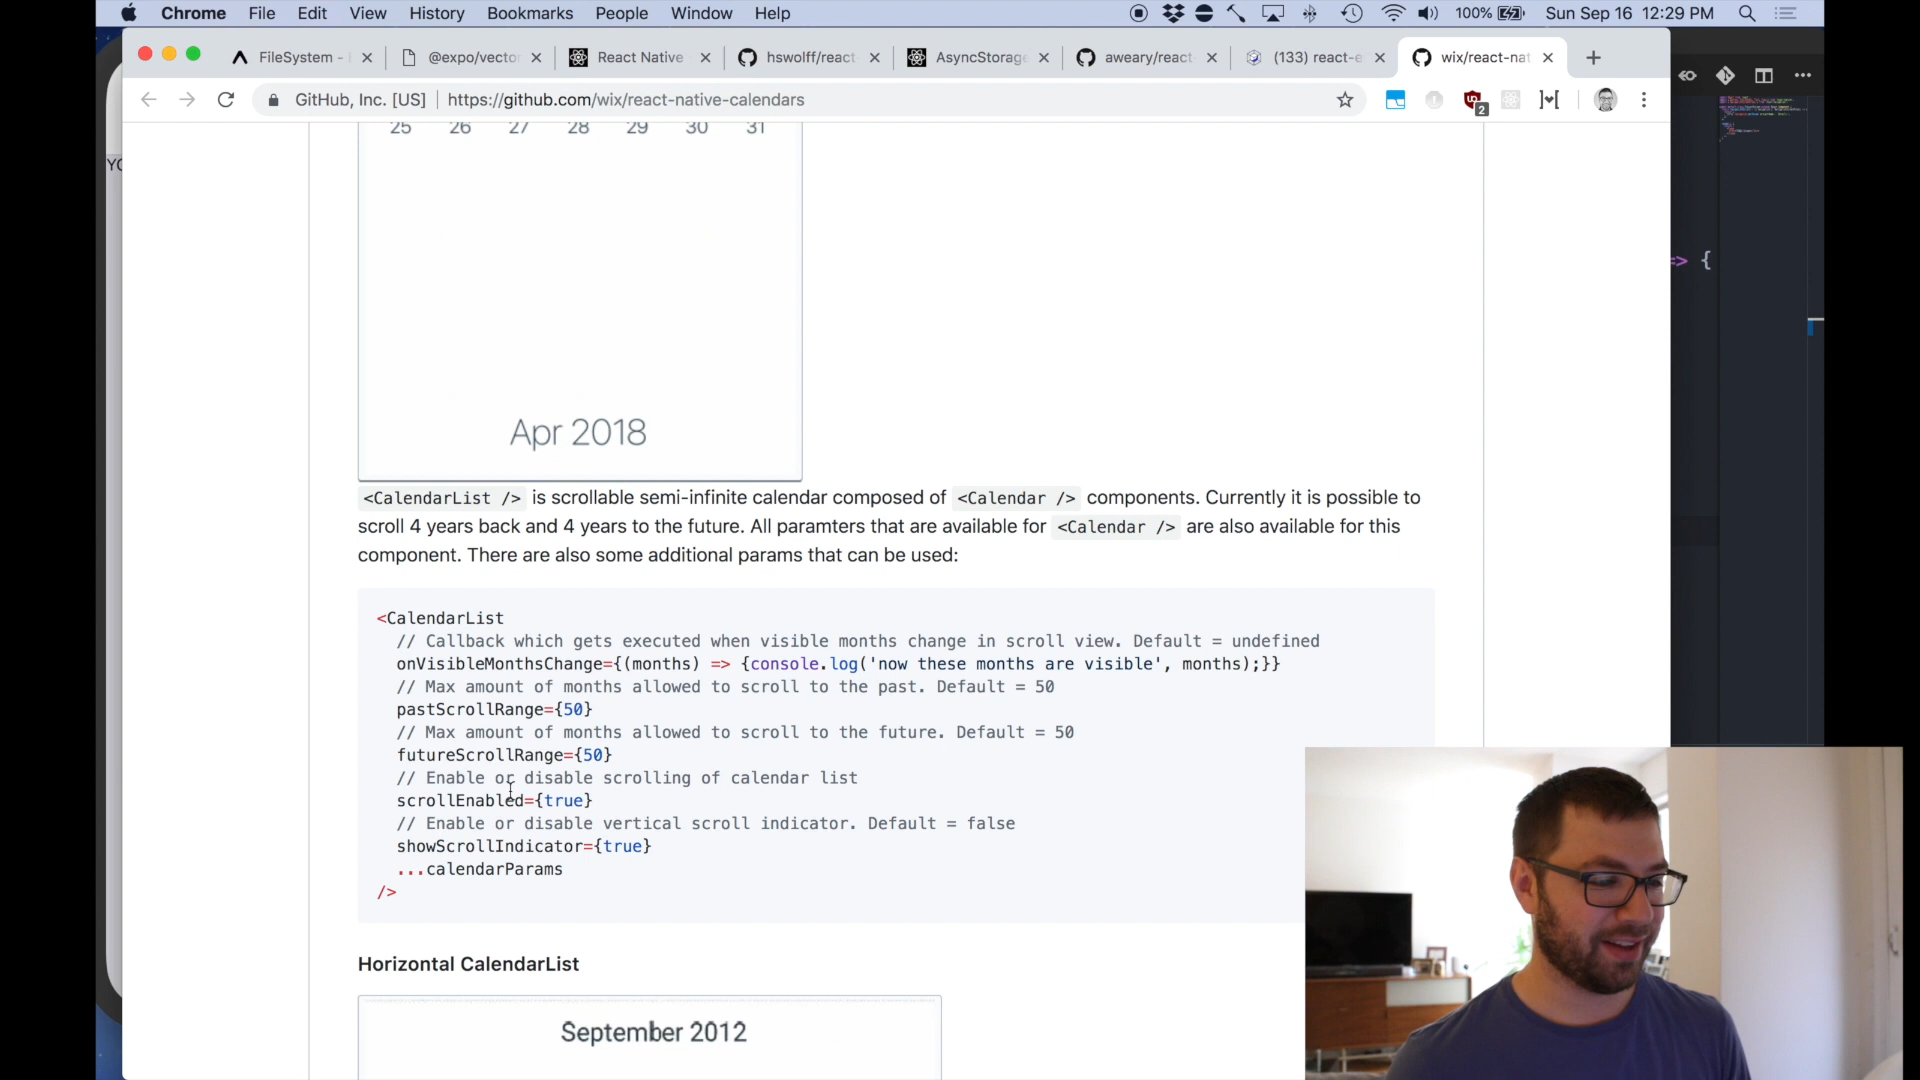 Chrome File Edit View History Bookmarks People Window Help 100% Sun Sep 16 12:29 PM
FileSystem - @expo/vecto React Native hswolff/react AsyncStorage aweary/react (133) react-e wix/react-nat
GitHub, Inc. [US] https://github.com/wix/react-native-calendars 2
25 26 27 28 29 30 31
YO
=> {
Apr 2018
<CalendarList /> is scrollable semi-infinite calendar composed of <Calendar /> components. Currently it is possible to
scroll 4 years back and 4 years to the future. All paramters that are available for <Calendar /> are also available for this
component. There are also some additional params that can be used:
<CalendarList
// Callback which gets executed when visible months change in scroll view. Default = undefined
onVisibleMonthsChange={(months) => {console.log('now these months are visible', months);}}
// Max amount of months allowed to scroll to the past. Default = 50
pastScrollRange={50}
// Max amount of months allowed to scroll to the future. Default = 50
futureScrollRange={50}
// Enable or disable scrolling of calendar list
scrollEnabled={true}
// Enable or disable vertical scroll indicator. Default = false
showScrollIndicator={true}
...calendarParams
/>
Horizontal CalendarList
September 2012